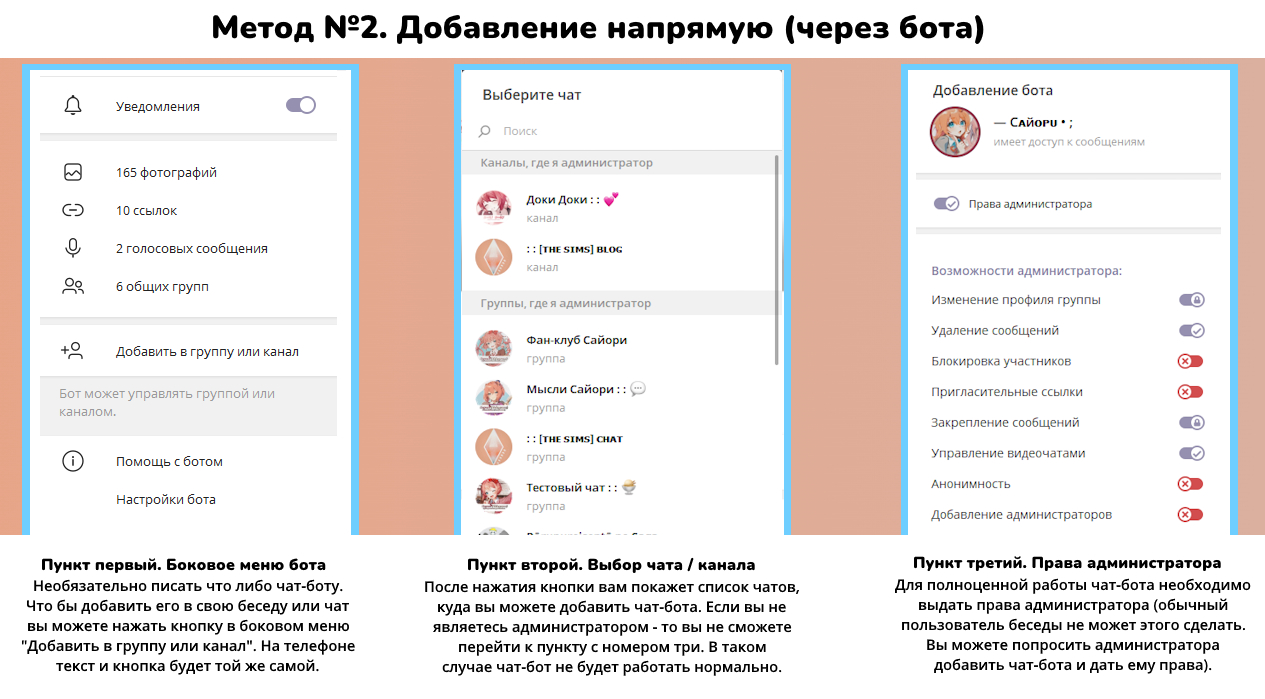 Метод №2. Добавление напрямую (через бота)
Уведомления
165 фотографий
10 ссылок
2 голосовых сообщения
6 общих групп
Добавить в группу или канал
Бот может управлять группой или
каналом.
Помощь с ботом
Настройки бота
Выберите чат
Поиск
Каналы, где я администратор
Доки Доки : : 💕
канал
: : [ᴛʜᴇ sɪᴍs] ʙʟᴏɢ
канал
Группы, где я администратор
Фан-клуб Сайори
группа
Мысли Сайори : : 💬
группа
: : [ᴛʜᴇ sɪᴍs] ᴄʜᴀᴛ
группа
Тестовый чат : : 🍨
группа
Добавление бота
— Сᴀйᴏᴘᴜ • ;
имеет доступ к сообщениям
Права администратора
Возможности администратора:
Изменение профиля группы
Удаление сообщений
Блокировка участников
Пригласительные ссылки
Закрепление сообщений
Управление видеочатами
Анонимность
Добавление администраторов
Пункт первый. Боковое меню бота
Необязательно писать что либо чат-боту.
Что бы добавить его в свою беседу или чат
вы можете нажать кнопку в боковом меню
"Добавить в группу или канал". На телефоне
текст и кнопка будет той же самой.
Пункт второй. Выбор чата / канала
После нажатия кнопки вам покажет список чатов,
куда вы можете добавить чат-бота. Если вы не
являетесь администратором - то вы не сможете
перейти к пункту с номером три. В таком
случае чат-бот не будет работать нормально.
Пункт третий. Права администратора
Для полноценной работы чат-бота необходимо
выдать права администратора (обычный
пользователь беседы не может этого сделать.
Вы можете попросить администратора
добавить чат-бота и дать ему права).